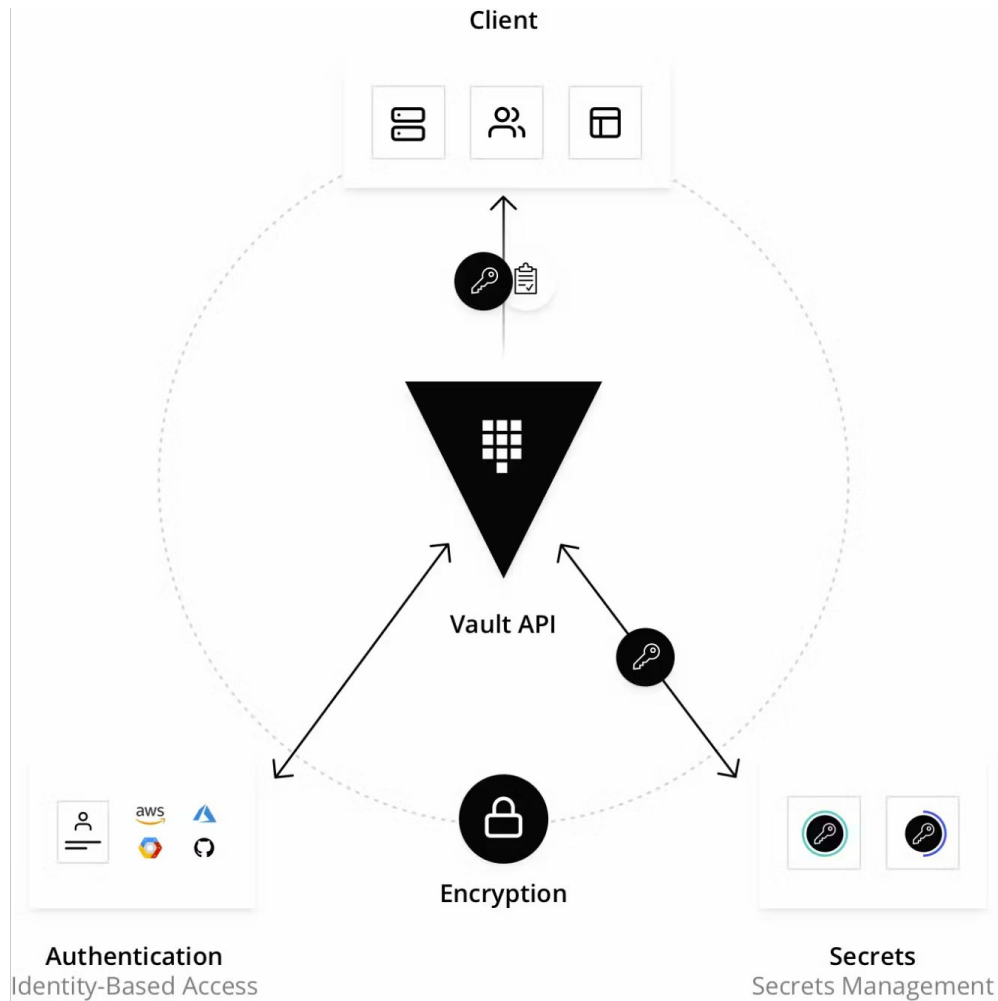 Client
Vault API
aws
Encryption
Authentication
Identity-Based Access
Secrets
Secrets Management